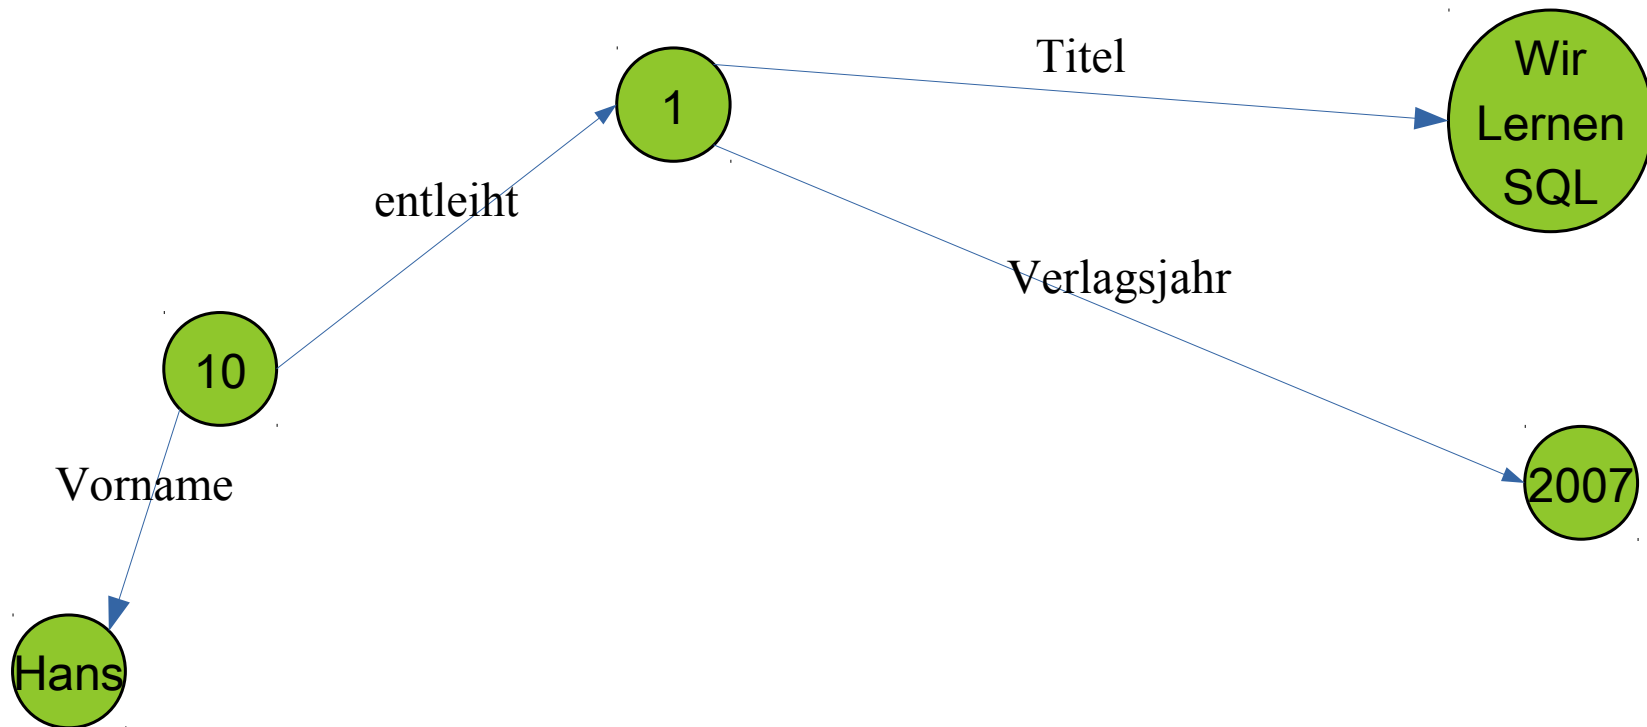 Titel
Wir
Lernen
SQL
1
entleiht
Verlagsjahr
10
2007
Vorname
Hans